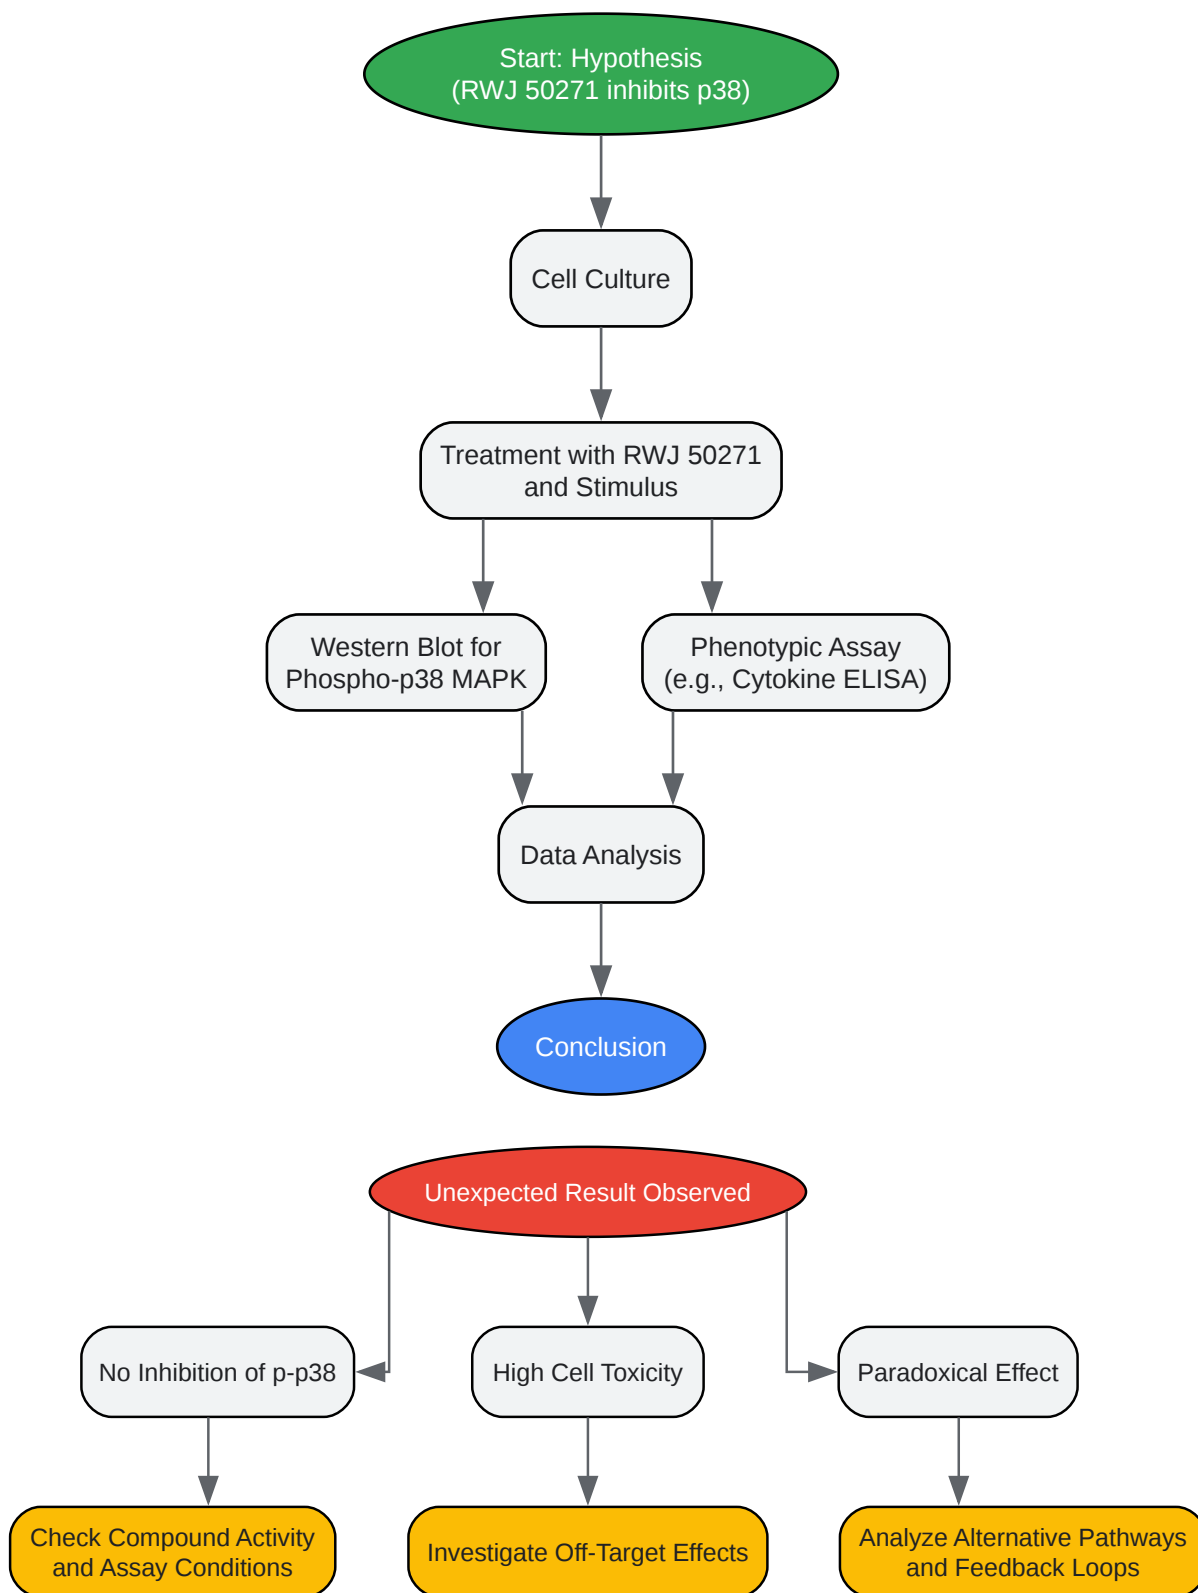 Start: Hypothesis
(RWJ 50271 inhibits p38)
Cell Culture
Treatment with RWJ 50271
and Stimulus
Western Blot for
Phospho-p38 MAPK
Phenotypic Assay
(e.g., Cytokine ELISA)
Data Analysis
Conclusion
Unexpected Result Observed
No Inhibition of p-p38
High Cell Toxicity
Paradoxical Effect
Check Compound Activity
and Assay Conditions
Investigate Off-Target Effects
Analyze Alternative Pathways
and Feedback Loops